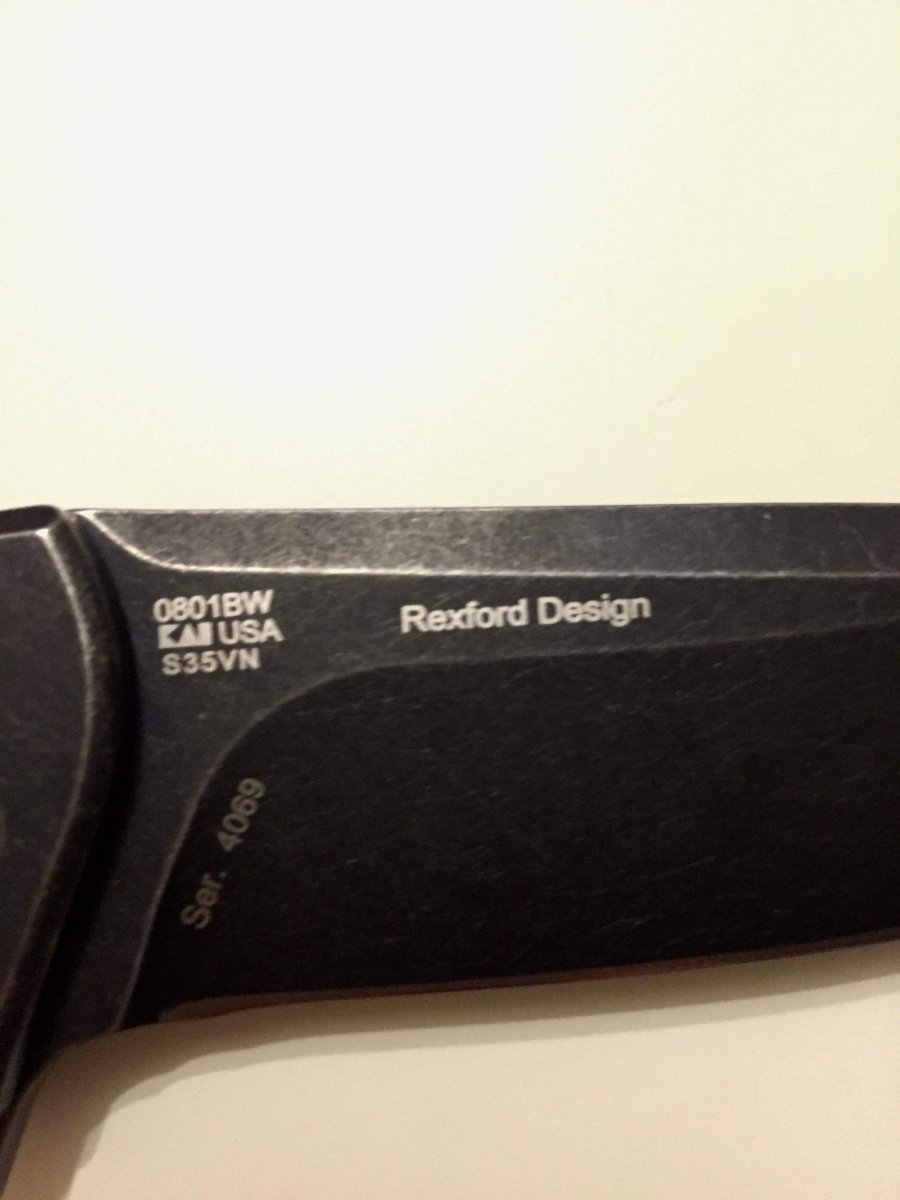 0801BW
KAI USA
S35VN
Rexford Design
Ser. 4069